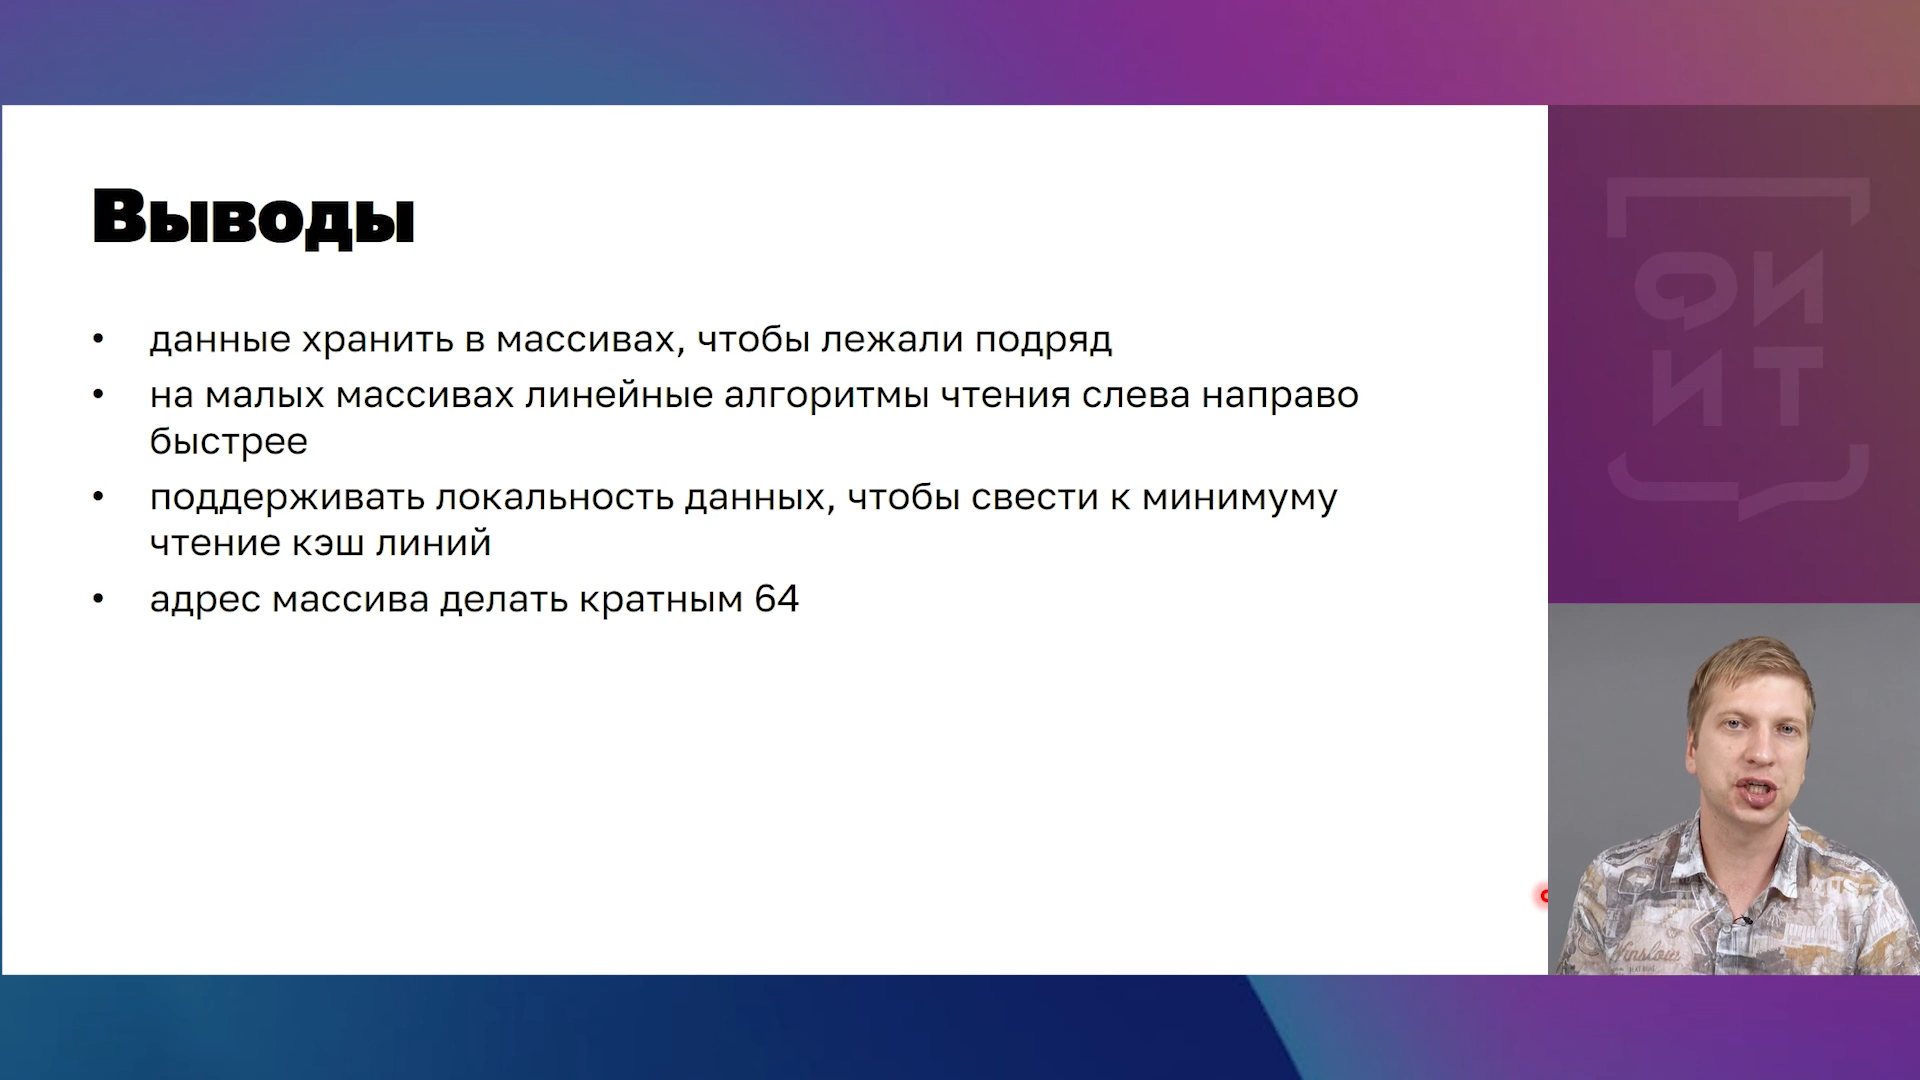 Выводы
• данные хранить в массивах, чтобы лежали подряд
• на малых массивах линейные алгоритмы чтения слева направо
быстрее
• поддерживать локальность данных, чтобы свести к минимуму
чтение кэш линий
• адрес массива делать кратным 64
ФИ
ИТ
Winslow